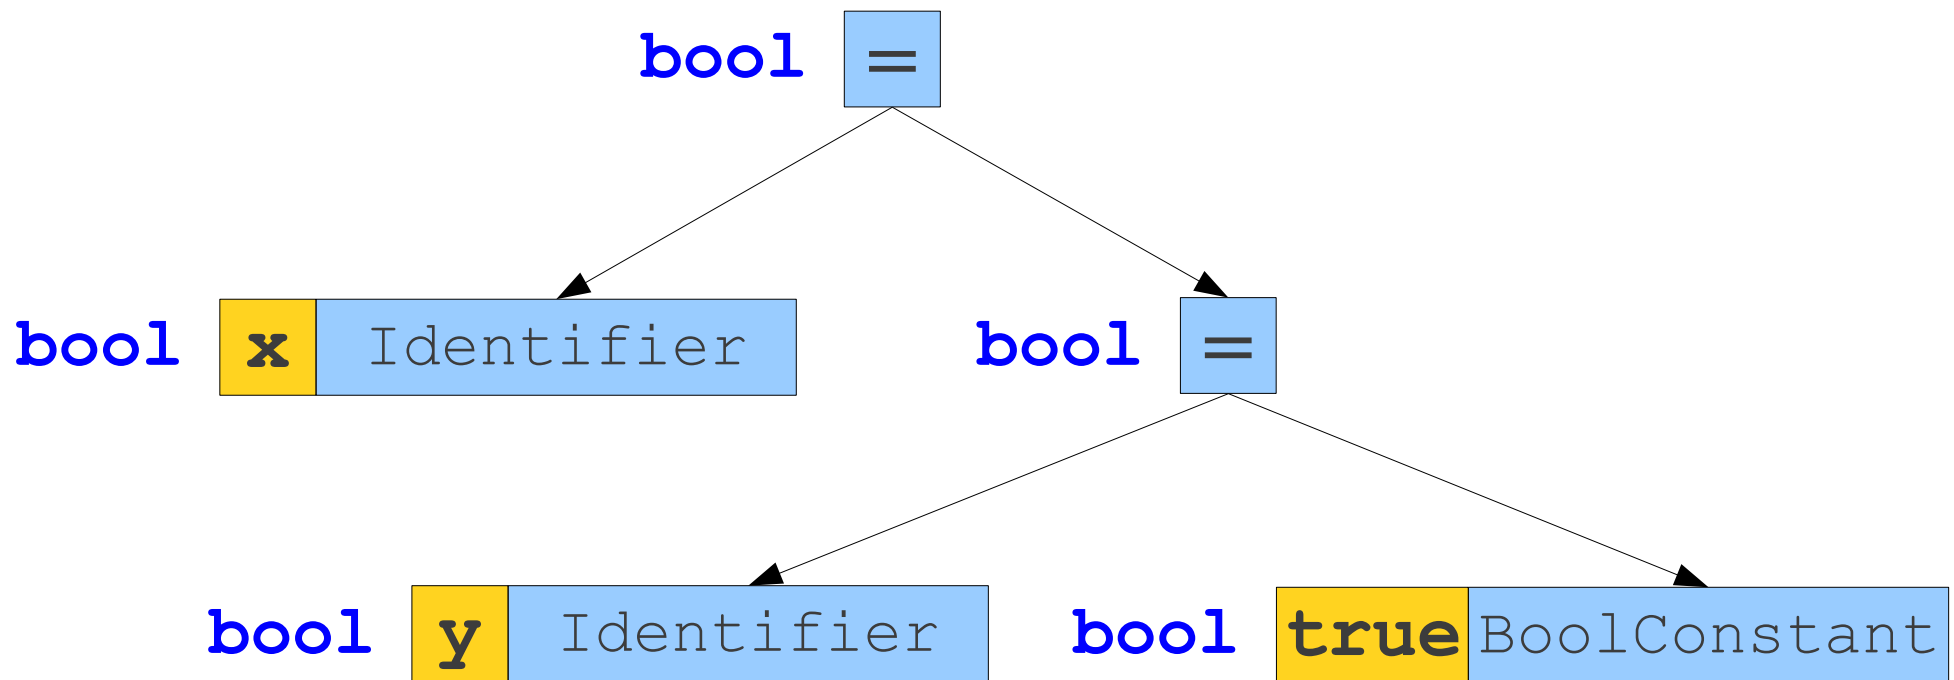 bool =
bool x Identifier bool =
bool y Identifier bool true BoolConstant